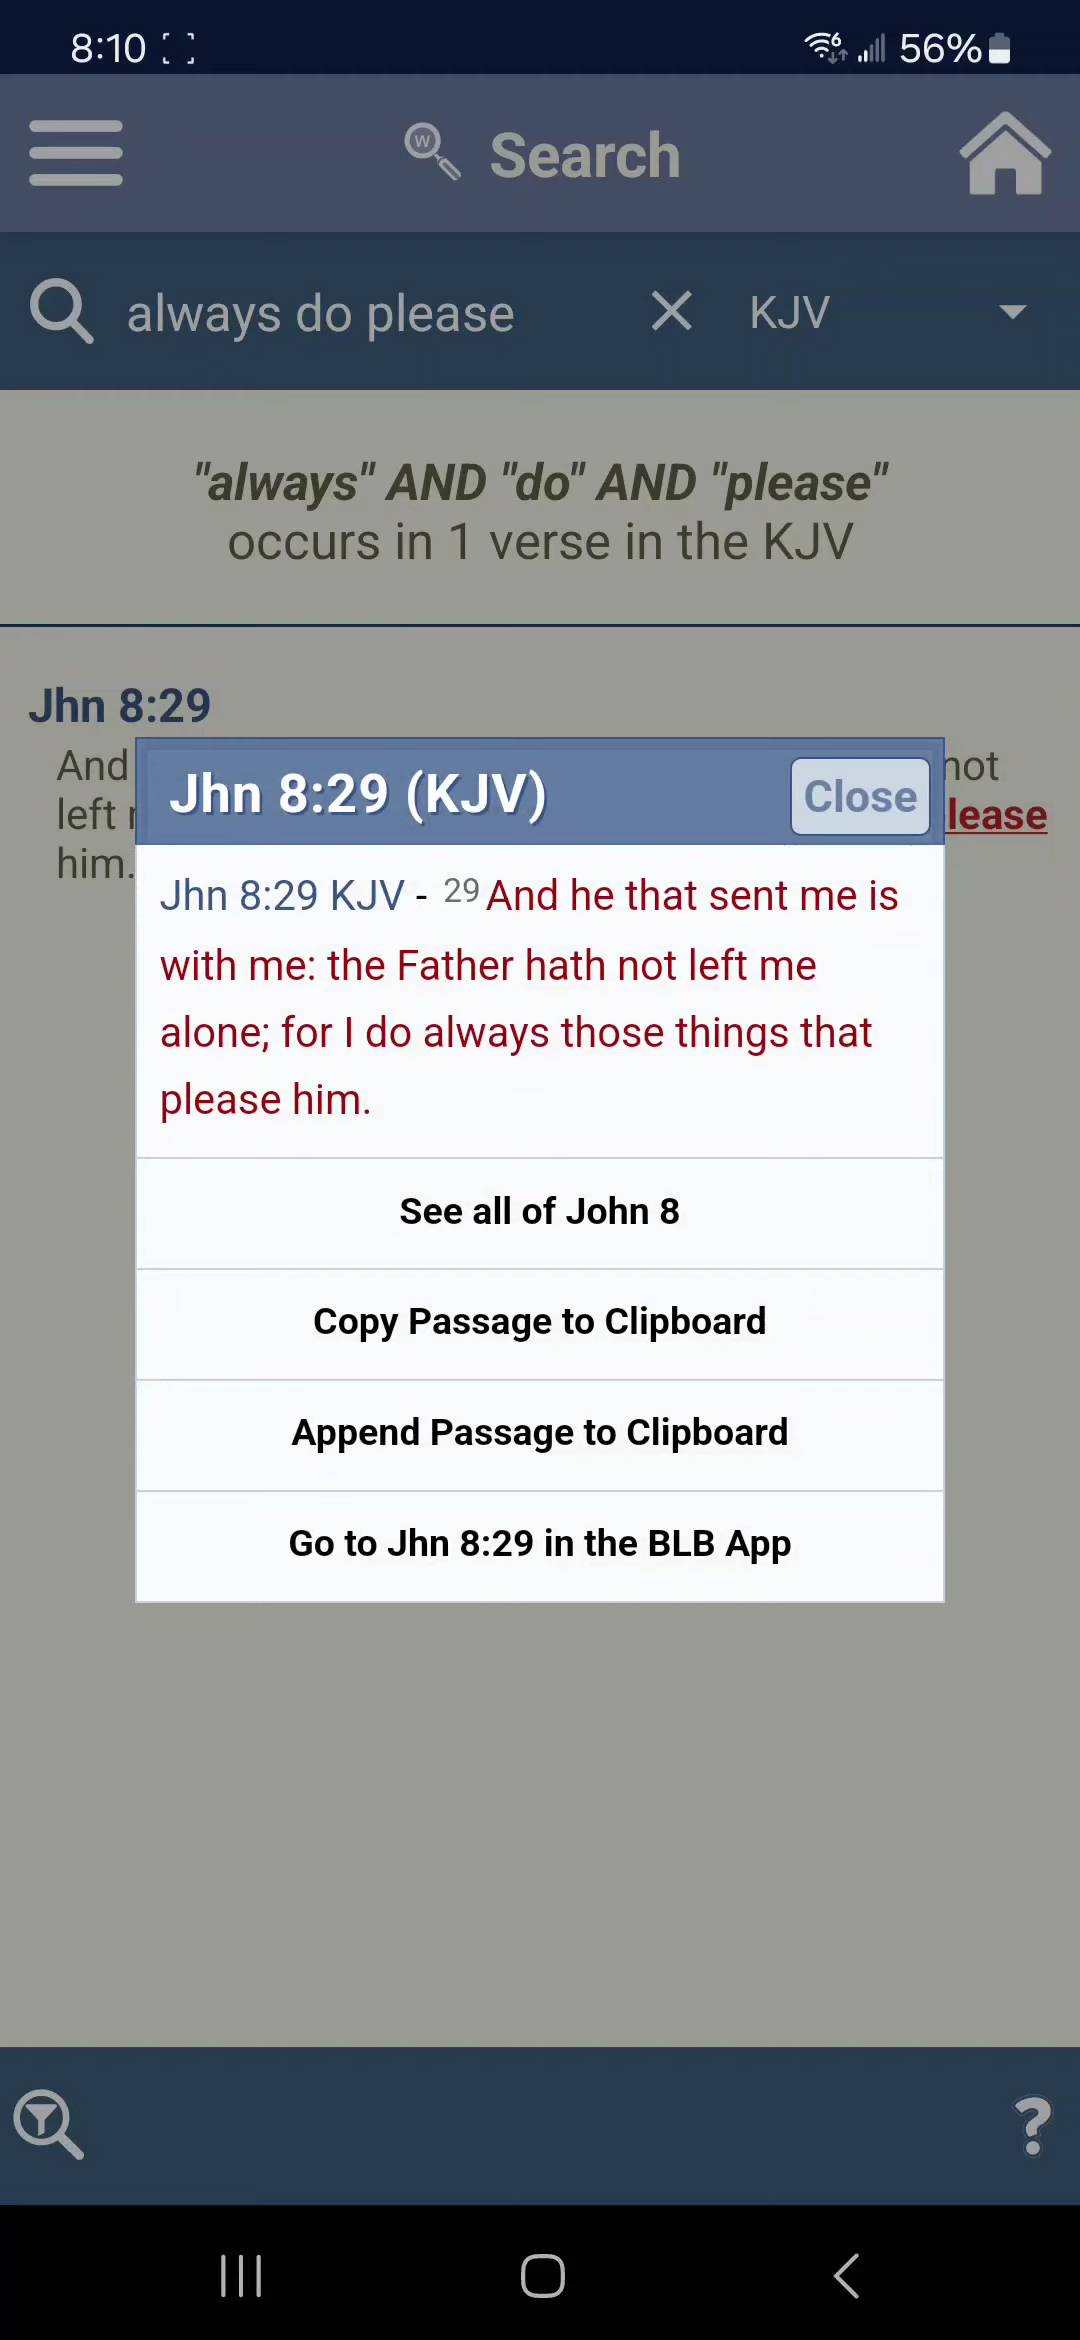 8:10
6 56%
W Search
always do please KJV
"always" AND "do" AND "please"
occurs in 1 verse in the KJV
Jhn 8:29
And not
left lease
him.
Jhn 8:29 (KJV) Close
Jhn 8:29 KJV - 29 And he that sent me is
with me: the Father hath not left me
alone; for I do always those things that
please him.
See all of John 8
Copy Passage to Clipboard
Append Passage to Clipboard
Go to Jhn 8:29 in the BLB App
?